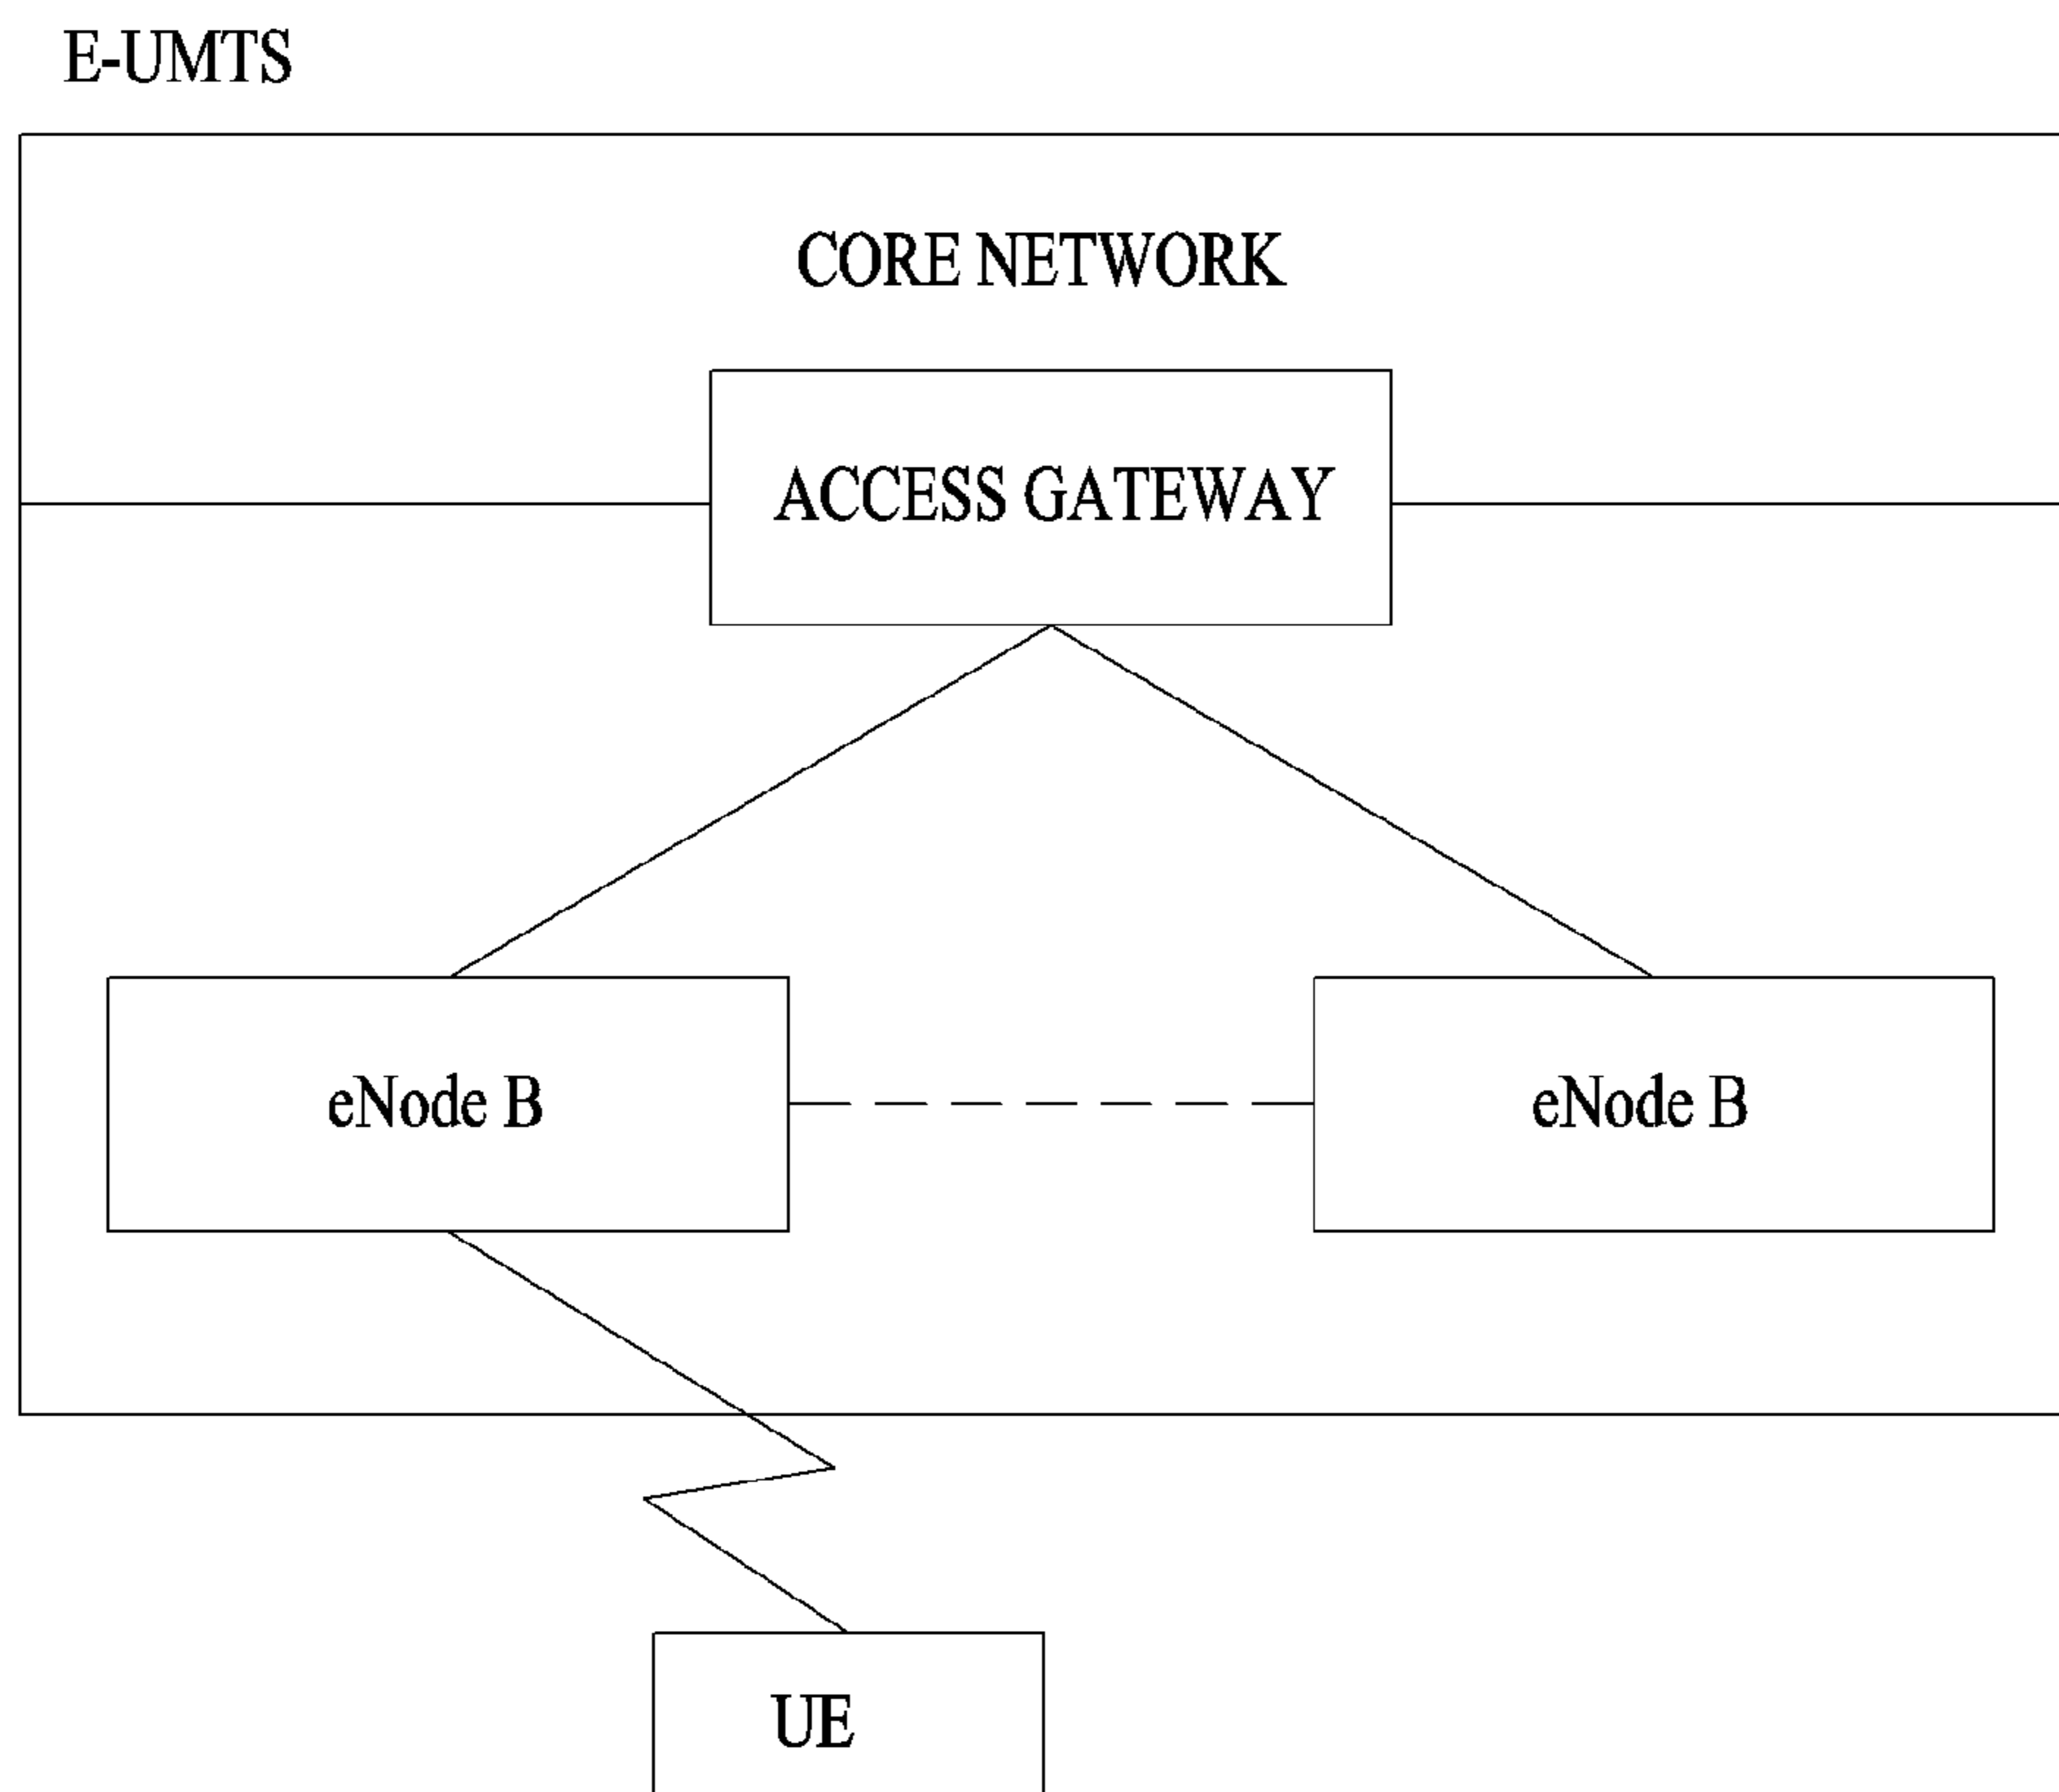 E-UMTS
CORE NETWORK
ACCESS GATEWAY
eNode B
eNode B
UE